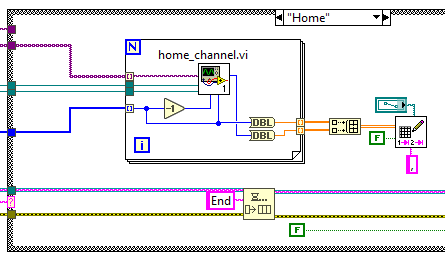 "Home"
N
home_channel.vi
1
-1
DBL
DBL
i
F
1→2→
,
End
F